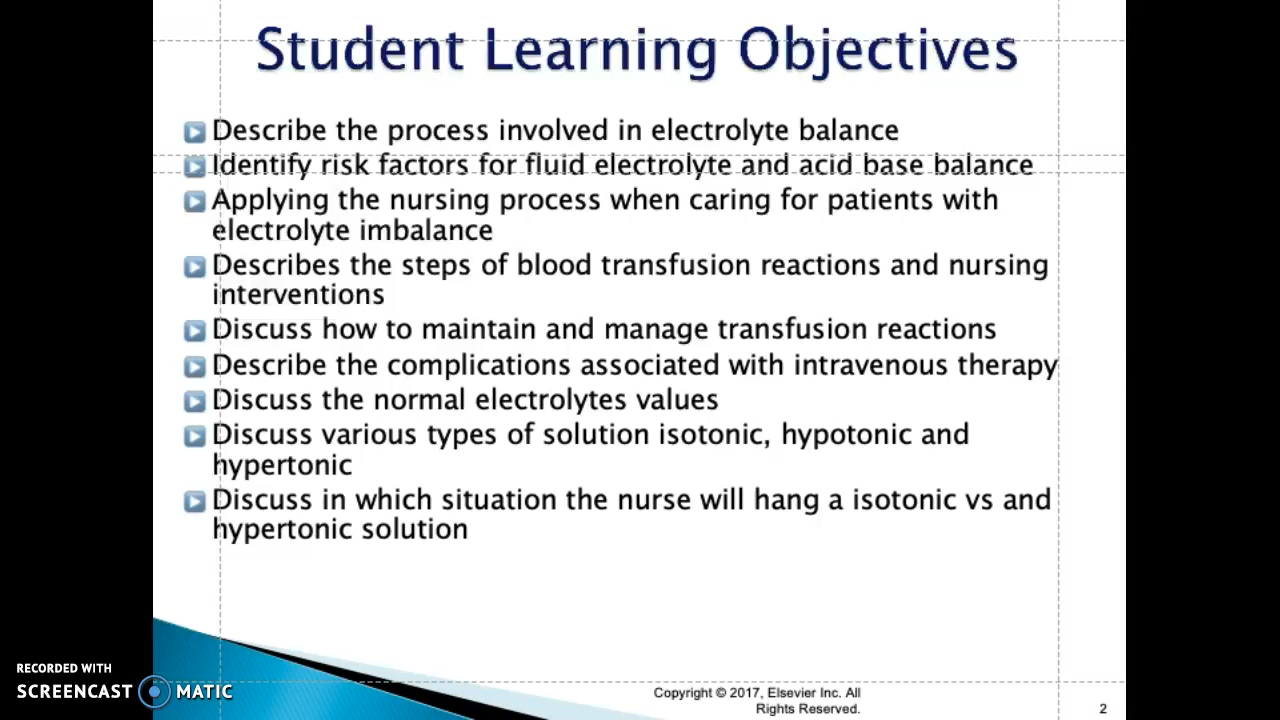 Student Learning Objectives
Describe the process involved in electrolyte balance
Identify risk factors for fluid electrolyte and acid base balance
Applying the nursing process when caring for patients with
electrolyte imbalance
Describes the steps of blood transfusion reactions and nursing
interventions
Discuss how to maintain and manage transfusion reactions
Describe the complications associated with intravenous therapy
Discuss the normal electrolytes values
Discuss various types of solution isotonic, hypotonic and
hypertonic
Discuss in which situation the nurse will hang a isotonic vs and
hypertonic solution
RECORDED WITH
SCREENCAST MATIC
Copyright © 2017, Elsevier Inc. All
Rights Reserved.
2